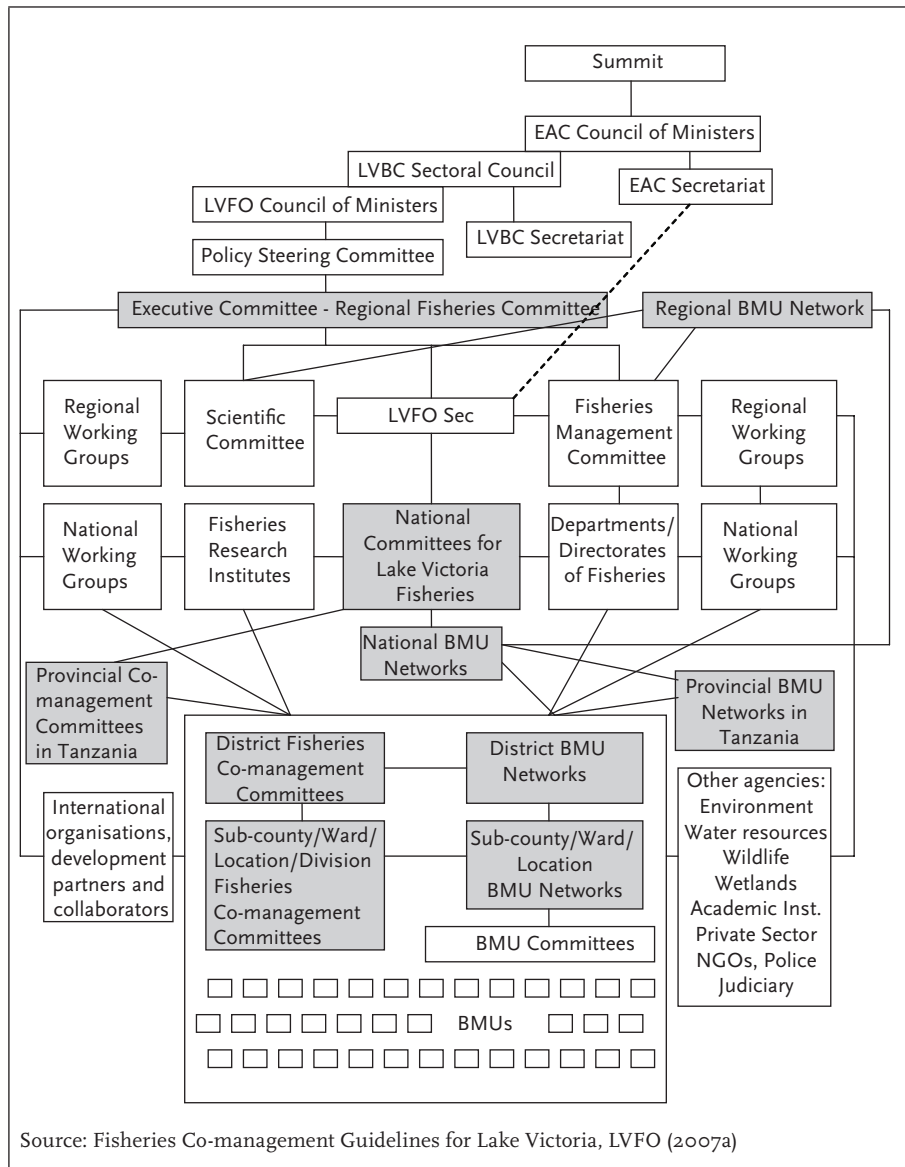 Summit
EAC Council of Ministers
LVBC Sectoral Council
EAC Secretariat
LVFO Council of Ministers
LVBC Secretariat
Policy Steering Committee
Executive Committee - Regional Fisheries Committee
Regional BMU Network
Regional
Working
Groups
Scientific
Committee
LVFO Sec
Fisheries
Management
Committee
Regional
Working
Groups
National
Working
Groups
Fisheries
Research
Institutes
National
Committees for
Lake Victoria
Fisheries
Departments/
Directorates
of Fisheries
National
Working
Groups
National BMU
Networks
Provincial Co-
management
Committees
in Tanzania
Provincial BMU
Networks in
Tanzania
District Fisheries
Co-management
Committees
District BMU
Networks
International
organisations,
development
partners and
collaborators
Sub-county/Ward/
Location/Division
Fisheries
Co-management
Committees
Sub-county/Ward/
Location
BMU Networks
Other agencies:
Environment
Water resources
Wildlife
Wetlands
Academic Inst.
Private Sector
NGOs, Police
Judiciary
BMU Committees
BMUs
Source: Fisheries Co-management Guidelines for Lake Victoria, LVFO (2007a)